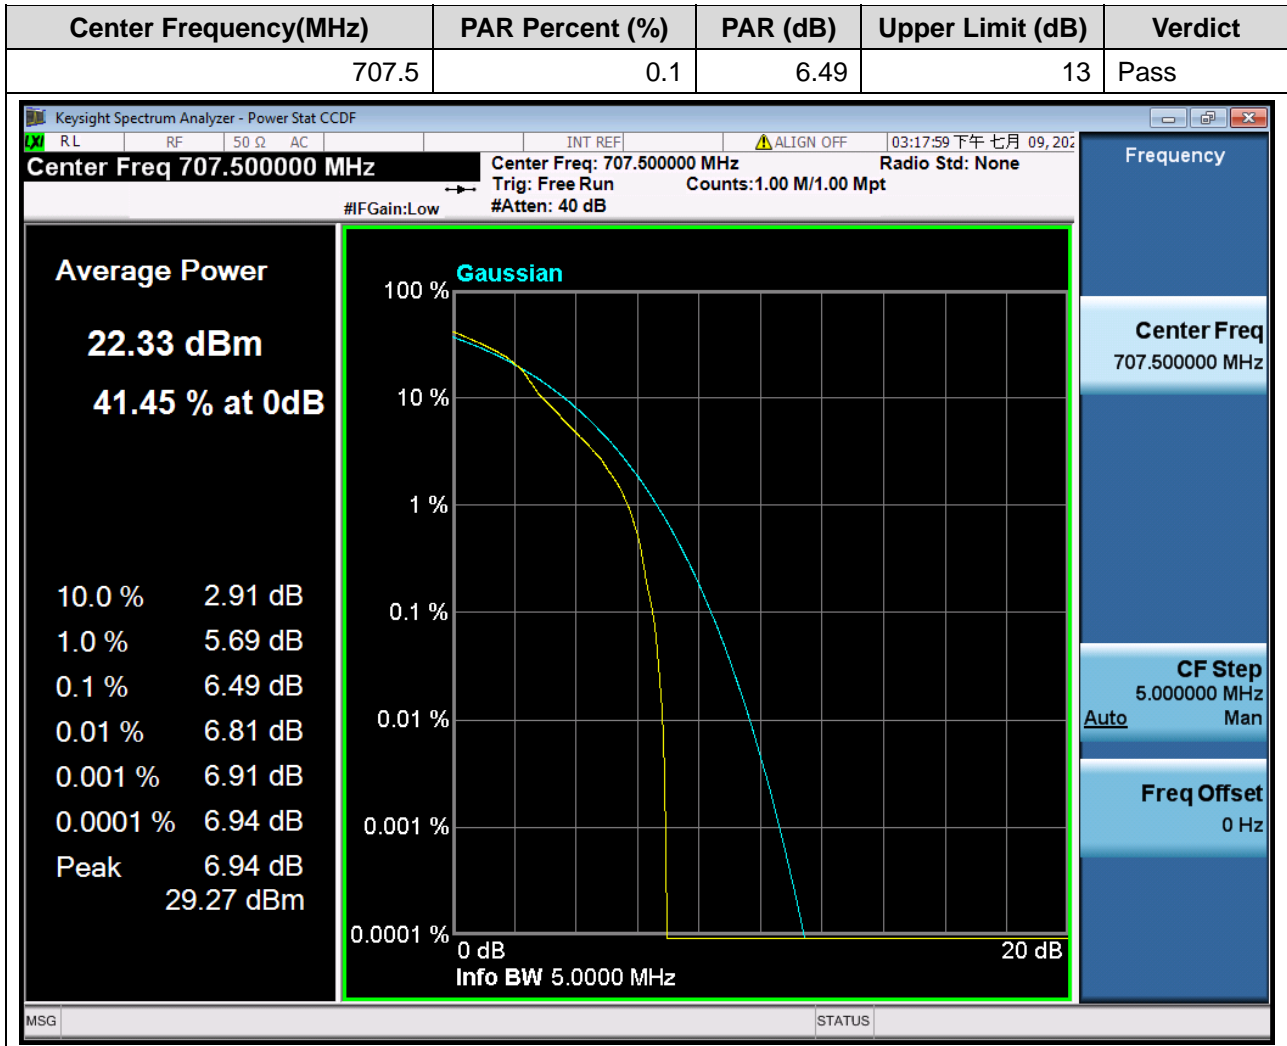 Center Frequency(MHz) PAR Percent (%) PAR (dB) Upper Limit (dB) Verdict
707.5 0.1 6.49 13 Pass
Keysight Spectrum Analyzer - Power Stat CCDF
LXI RL RF 50 Ω AC INT REF ALIGN OFF 03:17:59 下午 七月 09, 202
Center Freq 707.500000 MHz
Center Freq: 707.500000 MHz Radio Std: None
Trig: Free Run Counts:1.00 M/1.00 Mpt
#IFGain:Low #Atten: 40 dB
Average Power
22.33 dBm
41.45 % at 0dB
10.0 % 2.91 dB
1.0 % 5.69 dB
0.1 % 6.49 dB
0.01 % 6.81 dB
0.001 % 6.91 dB
0.0001 % 6.94 dB
Peak 6.94 dB
29.27 dBm
Gaussian
100 %
10 %
1 %
0.1 %
0.01 %
0.001 %
0.0001 %
0 dB 20 dB
Info BW 5.0000 MHz
Frequency
Center Freq
707.500000 MHz
CF Step
5.000000 MHz
Auto Man
Freq Offset
0 Hz
MSG STATUS